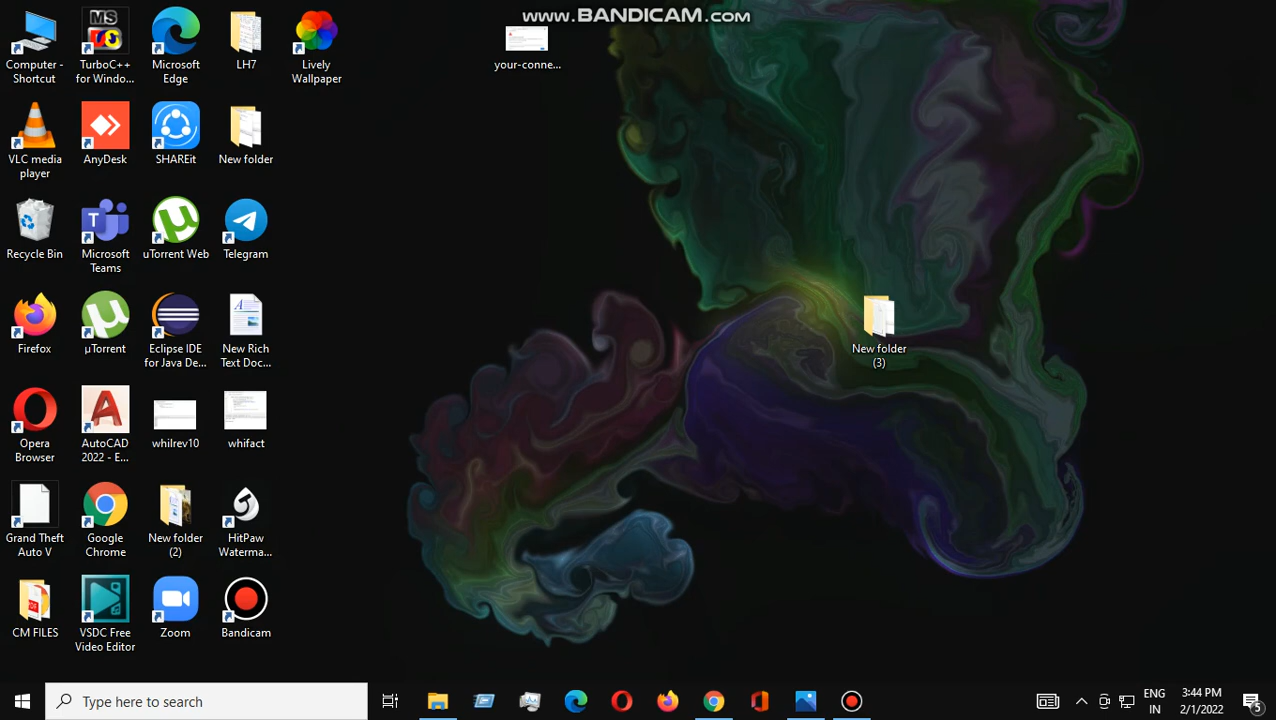 www.BANDICAM.com
Computer -
Shortcut
MS
TurboC++
for Windo...
Microsoft
Edge
LH7
Lively
Wallpaper
your-conne...
VLC media
player
AnyDesk
SHAREit
New folder
Recycle Bin
Microsoft
Teams
uTorrent Web
Telegram
Firefox
µTorrent
Eclipse IDE
for Java De...
New Rich
Text Doc...
New folder
(3)
Opera
Browser
AutoCAD
2022 - E...
whilrev10
whifact
Grand Theft
Auto V
Google
Chrome
New folder
(2)
HitPaw
Waterma...
CM FILES
VSDC Free
Video Editor
Zoom
Bandicam
Type here to search
ENG
IN
3:44 PM
2/1/2022
5